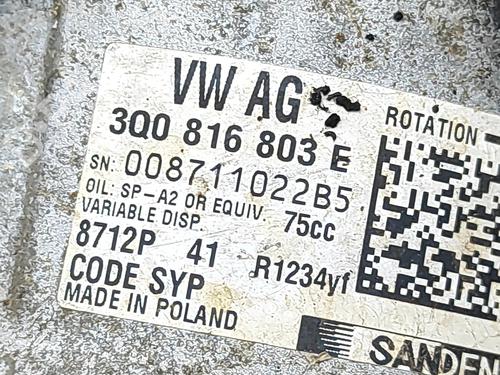 VW AG
3Q0 816 803 E
ROTATION
SN: 008711022B5
OIL: SP-A2 OR EQUIV. 75cc
VARIABLE DISP.
8712P 41 R1234yf
CODE SYP
MADE IN POLAND
SANDEN